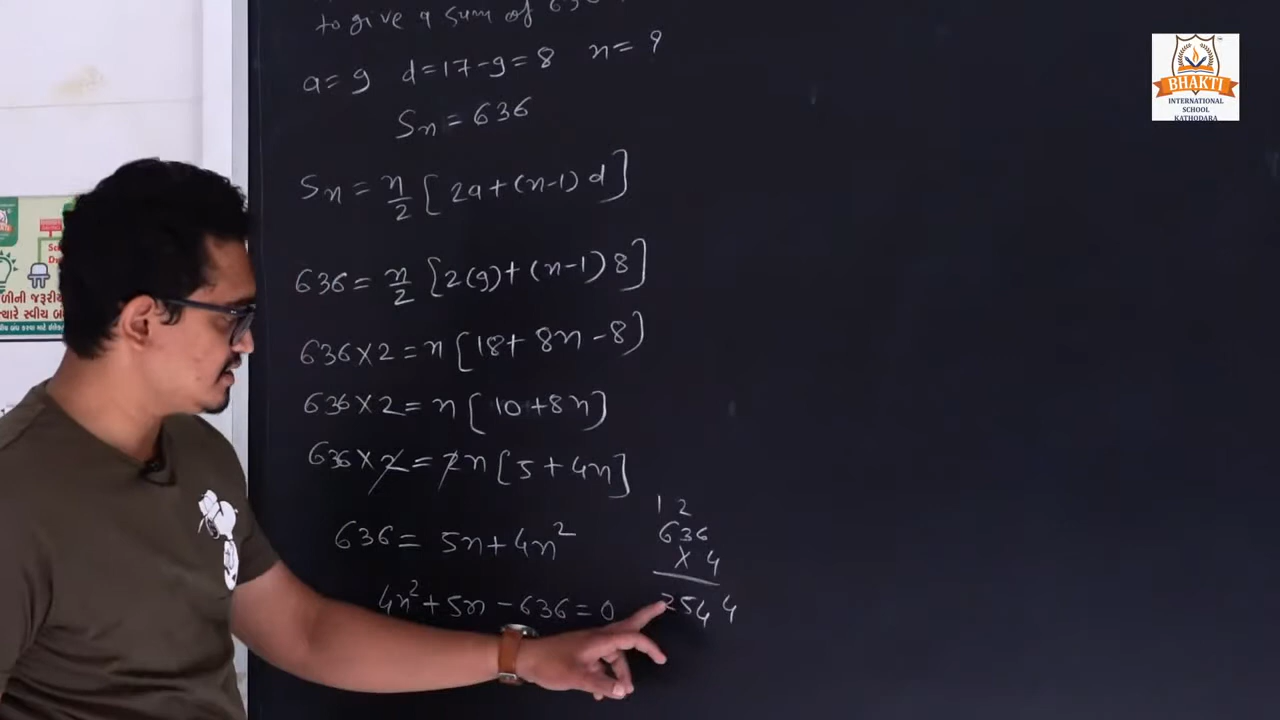 to give a sum of 636
a=9 d=17-9=8 n=?
Sn=636
Sn=n/2[2a+(n-1)d]
636=n/2[2(9)+(n-1)8]
636×2=n[18+8n-8]
636×2=n[10+8n]
636×2=2n[5+4n]
636=5n+4n²
4n²+5n-636=0
1 2
636
×4
2544
BHAKTI
INTERNATIONAL
SCHOOL
KATHODARA